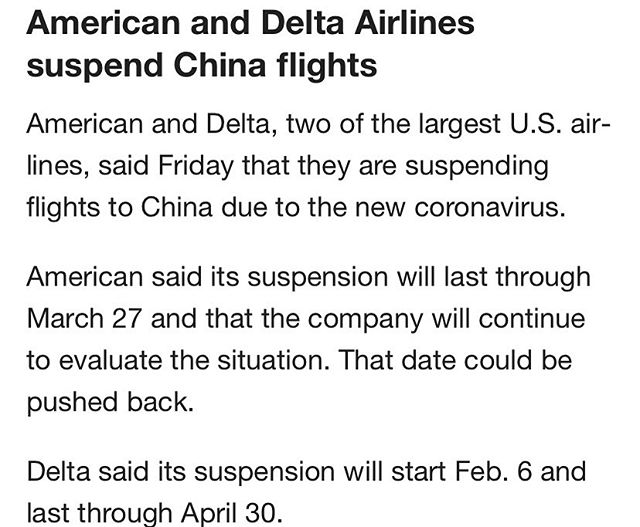 American and Delta Airlines
suspend China flights
American and Delta, two of the largest U.S. air-
lines, said Friday that they are suspending
flights to China due to the new coronavirus.
American said its suspension will last through
March 27 and that the company will continue
to evaluate the situation. That date could be
pushed back.
Delta said its suspension will start Feb. 6 and
last through April 30.